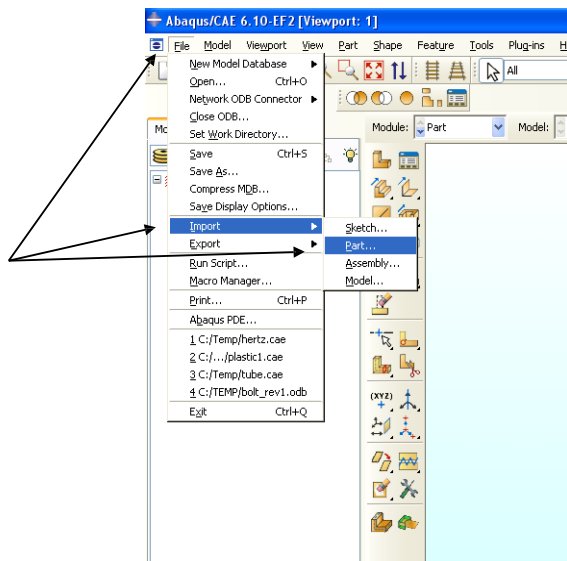 Abaqus/CAE 6.10-EF2 [Viewport: 1]
File Model Viewport View Part Shape Feature Tools Plug-ins H
New Model Database
Open... Ctrl+O
All
Network ODB Connector
Close ODB...
Mo
Set Work Directory...
Module: Part Model:
Save Ctrl+S
Save As...
Compress MDB...
Save Display Options...
Import
Sketch...
Export
Part...
Run Script...
Assembly...
Macro Manager...
Model...
Print... Ctrl+P
Abaqus PDE...
1 C:/Temp/hertz.cae
2 C:/.../plastic1.cae
3 C:/Temp/tube.cae
4 C:/TEMP/bolt_rev1.odb
(XYZ)
Exit Ctrl+Q